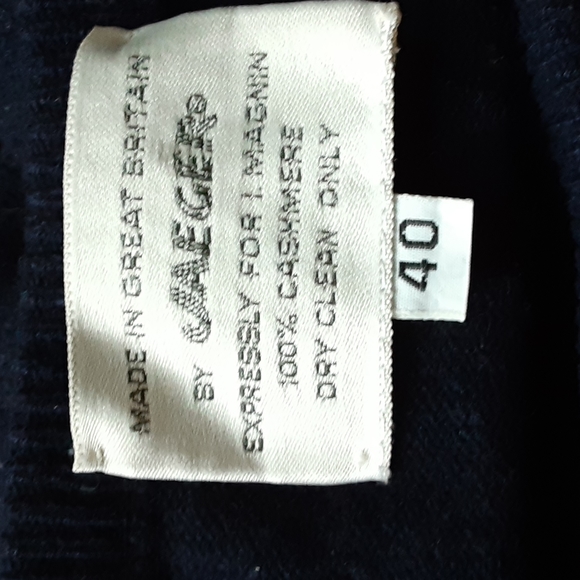 MADE IN GREAT BRITAIN
BY JAEGER
EXPRESSLY FOR I. MAGNIN
100% CASHMERE
DRY CLEAN ONLY
40